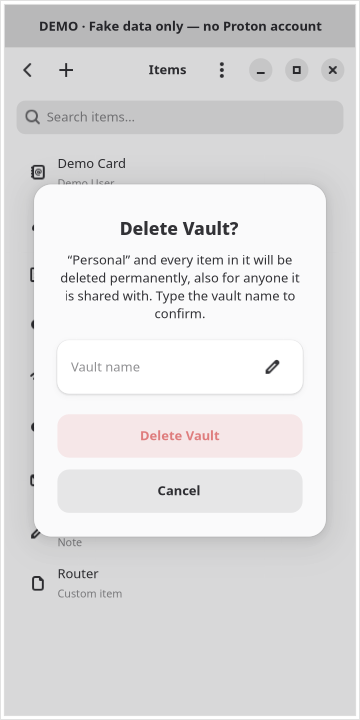 DEMO · Fake data only — no Proton account
Items
Search items...
Demo Card
Demo User
Delete Vault?
“Personal” and every item in it will be
deleted permanently, also for anyone it
is shared with. Type the vault name to
confirm.
Vault name
Delete Vault
Cancel
Note
Router
Custom item